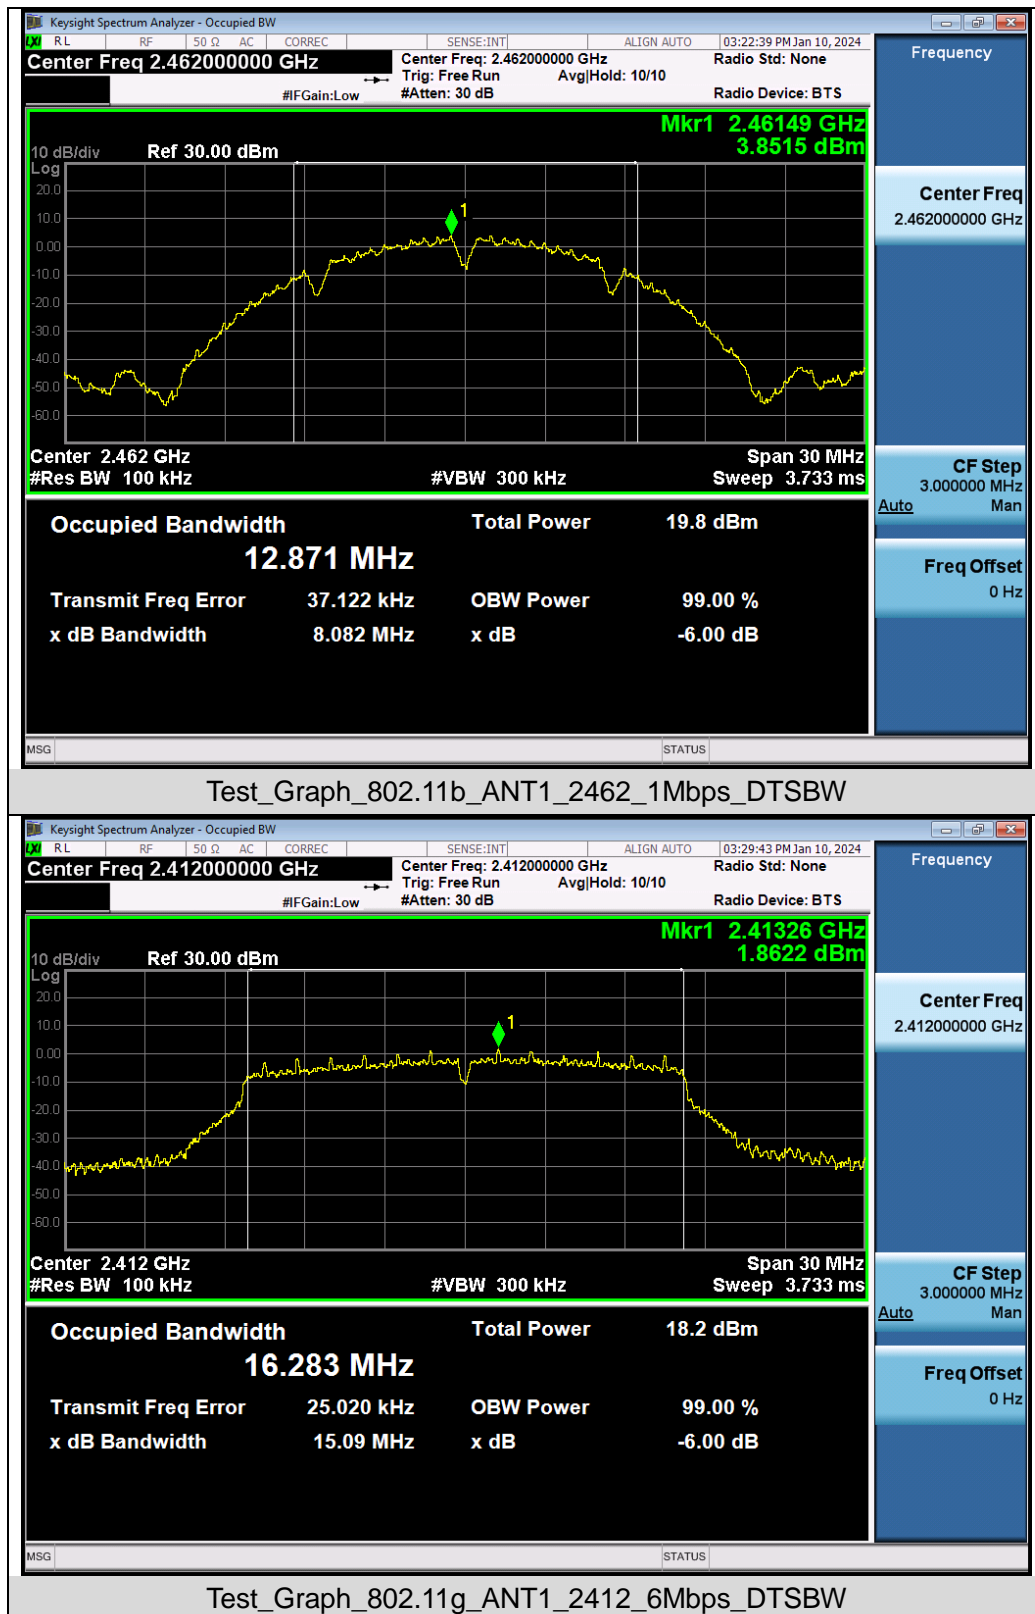 Keysight Spectrum Analyzer - Occupied BW
LXI RL RF 50 Ω AC CORREC SENSE:INT ALIGN AUTO 03:22:39 PM Jan 10, 2024
Center Freq 2.462000000 GHz
Center Freq: 2.462000000 GHz Radio Std: None
Trig: Free Run Avg|Hold: 10/10
#IFGain:Low #Atten: 30 dB Radio Device: BTS
Frequency
Mkr1 2.46149 GHz
3.8515 dBm
10 dB/div Ref 30.00 dBm
Log
20.0
10.0
0.00
-10.0
-20.0
-30.0
-40.0
-50.0
-60.0
1
Center 2.462 GHz Span 30 MHz
#Res BW 100 kHz #VBW 300 kHz Sweep 3.733 ms
Center Freq
2.462000000 GHz
CF Step
3.000000 MHz
Auto Man
Freq Offset
0 Hz
Occupied Bandwidth Total Power 19.8 dBm
12.871 MHz
Transmit Freq Error 37.122 kHz OBW Power 99.00 %
x dB Bandwidth 8.082 MHz x dB -6.00 dB
MSG STATUS
Test_Graph_802.11b_ANT1_2462_1Mbps_DTSBW
Keysight Spectrum Analyzer - Occupied BW
LXI RL RF 50 Ω AC CORREC SENSE:INT ALIGN AUTO 03:29:43 PM Jan 10, 2024
Center Freq 2.412000000 GHz
Center Freq: 2.412000000 GHz Radio Std: None
Trig: Free Run Avg|Hold: 10/10
#IFGain:Low #Atten: 30 dB Radio Device: BTS
Frequency
Mkr1 2.41326 GHz
1.8622 dBm
10 dB/div Ref 30.00 dBm
Log
20.0
10.0
0.00
-10.0
-20.0
-30.0
-40.0
-50.0
-60.0
1
Center 2.412 GHz Span 30 MHz
#Res BW 100 kHz #VBW 300 kHz Sweep 3.733 ms
Center Freq
2.412000000 GHz
CF Step
3.000000 MHz
Auto Man
Freq Offset
0 Hz
Occupied Bandwidth Total Power 18.2 dBm
16.283 MHz
Transmit Freq Error 25.020 kHz OBW Power 99.00 %
x dB Bandwidth 15.09 MHz x dB -6.00 dB
MSG STATUS
Test_Graph_802.11g_ANT1_2412_6Mbps_DTSBW